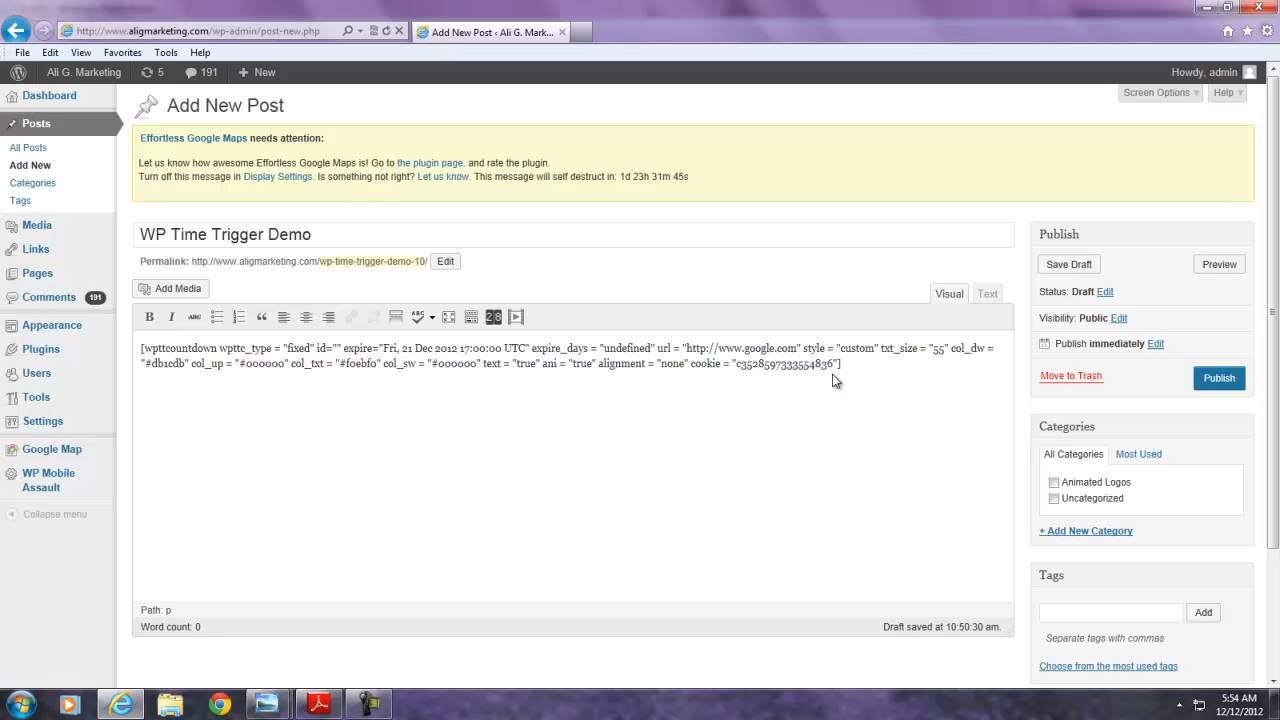 http://www.aligmarketing.com/wp-admin/post-new.php
Add New Post ‹ Ali G. Mark...
File Edit View Favorites Tools Help
Ali G. Marketing 5 191 + New
Howdy, admin
Dashboard
Posts
All Posts
Add New
Categories
Tags
Media
Links
Pages
Comments 191
Appearance
Plugins
Users
Tools
Settings
Google Map
WP Mobile
Assault
Collapse menu
Screen Options Help
Add New Post
Effortless Google Maps needs attention:
Let us know how awesome Effortless Google Maps is! Go to the plugin page. and rate the plugin.
Turn off this message in Display Settings. Is something not right? Let us know. This message will self destruct in: 1d 23h 31m 45s
WP Time Trigger Demo
Permalink: http://www.aligmarketing.com/wp-time-trigger-demo-10/ Edit
Add Media
Visual Text
B I ABC ABC 28
[wpttcountdown wpttc_type = "fixed" id="" expire="Fri, 21 Dec 2012 17:00:00 UTC" expire_days = "undefined" url = "http://www.google.com" style = "custom" txt_size = "55" col_dw =
"#db1cdb" col_up = "#000000" col_txt = "#f0ebf0" col_sw = "#000000" text = "true" ani = "true" alignment = "none" cookie = "c3528597333554836"]
Path: p
Word count: 0
Draft saved at 10:50:30 am.
Publish
Save Draft Preview
Status: Draft Edit
Visibility: Public Edit
Publish immediately Edit
Move to Trash Publish
Categories
All Categories Most Used
Animated Logos
Uncategorized
+ Add New Category
Tags
Add
Separate tags with commas
Choose from the most used tags
5:54 AM
12/12/2012